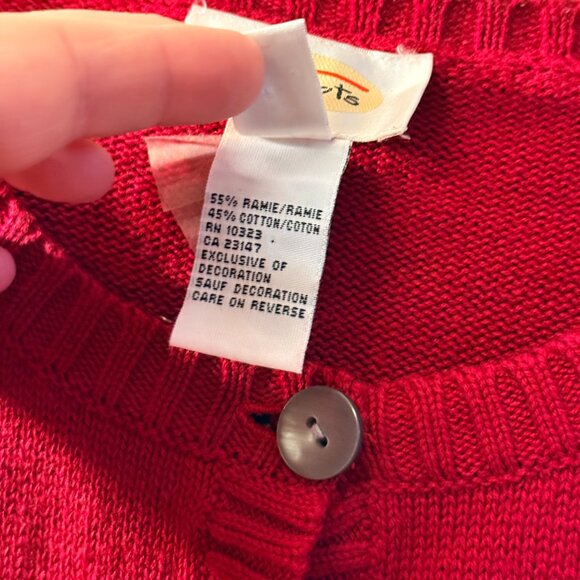 55% RAMIE/RAMIE
45% COTTON/COTON
RN 10323
CA 23147
EXCLUSIVE OF
DECORATION
SAUF DECORATION
CARE ON REVERSE